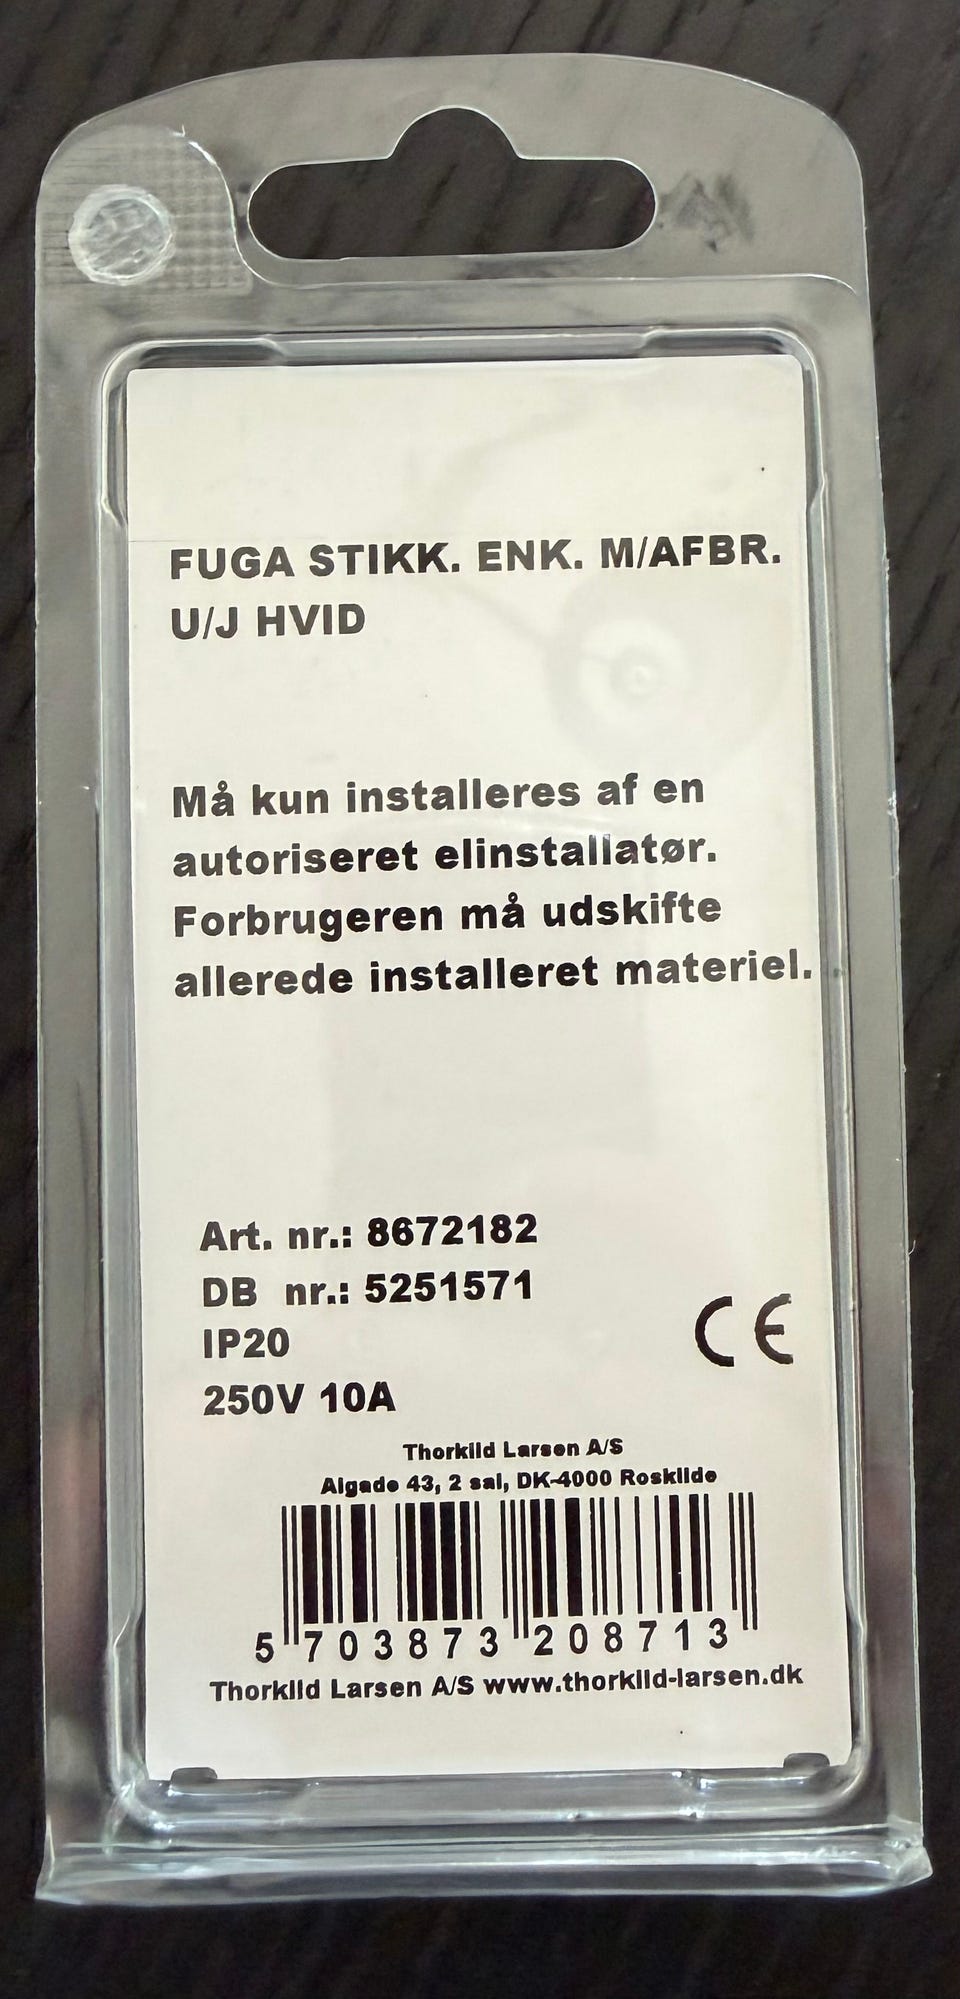 FUGA STIKK. ENK. M/AFBR.
U/J HVID
Må kun installeres af en
autoriseret elinstallatør.
Forbrugeren må udskifte
allerede installeret materiel.
Art. nr.: 8672182
DB nr.: 5251571
IP20
250V 10A
CE
Thorkild Larsen A/S
Algade 43, 2 sal, DK-4000 Roskilde
5 703873 208713
Thorkild Larsen A/S www.thorkild-larsen.dk